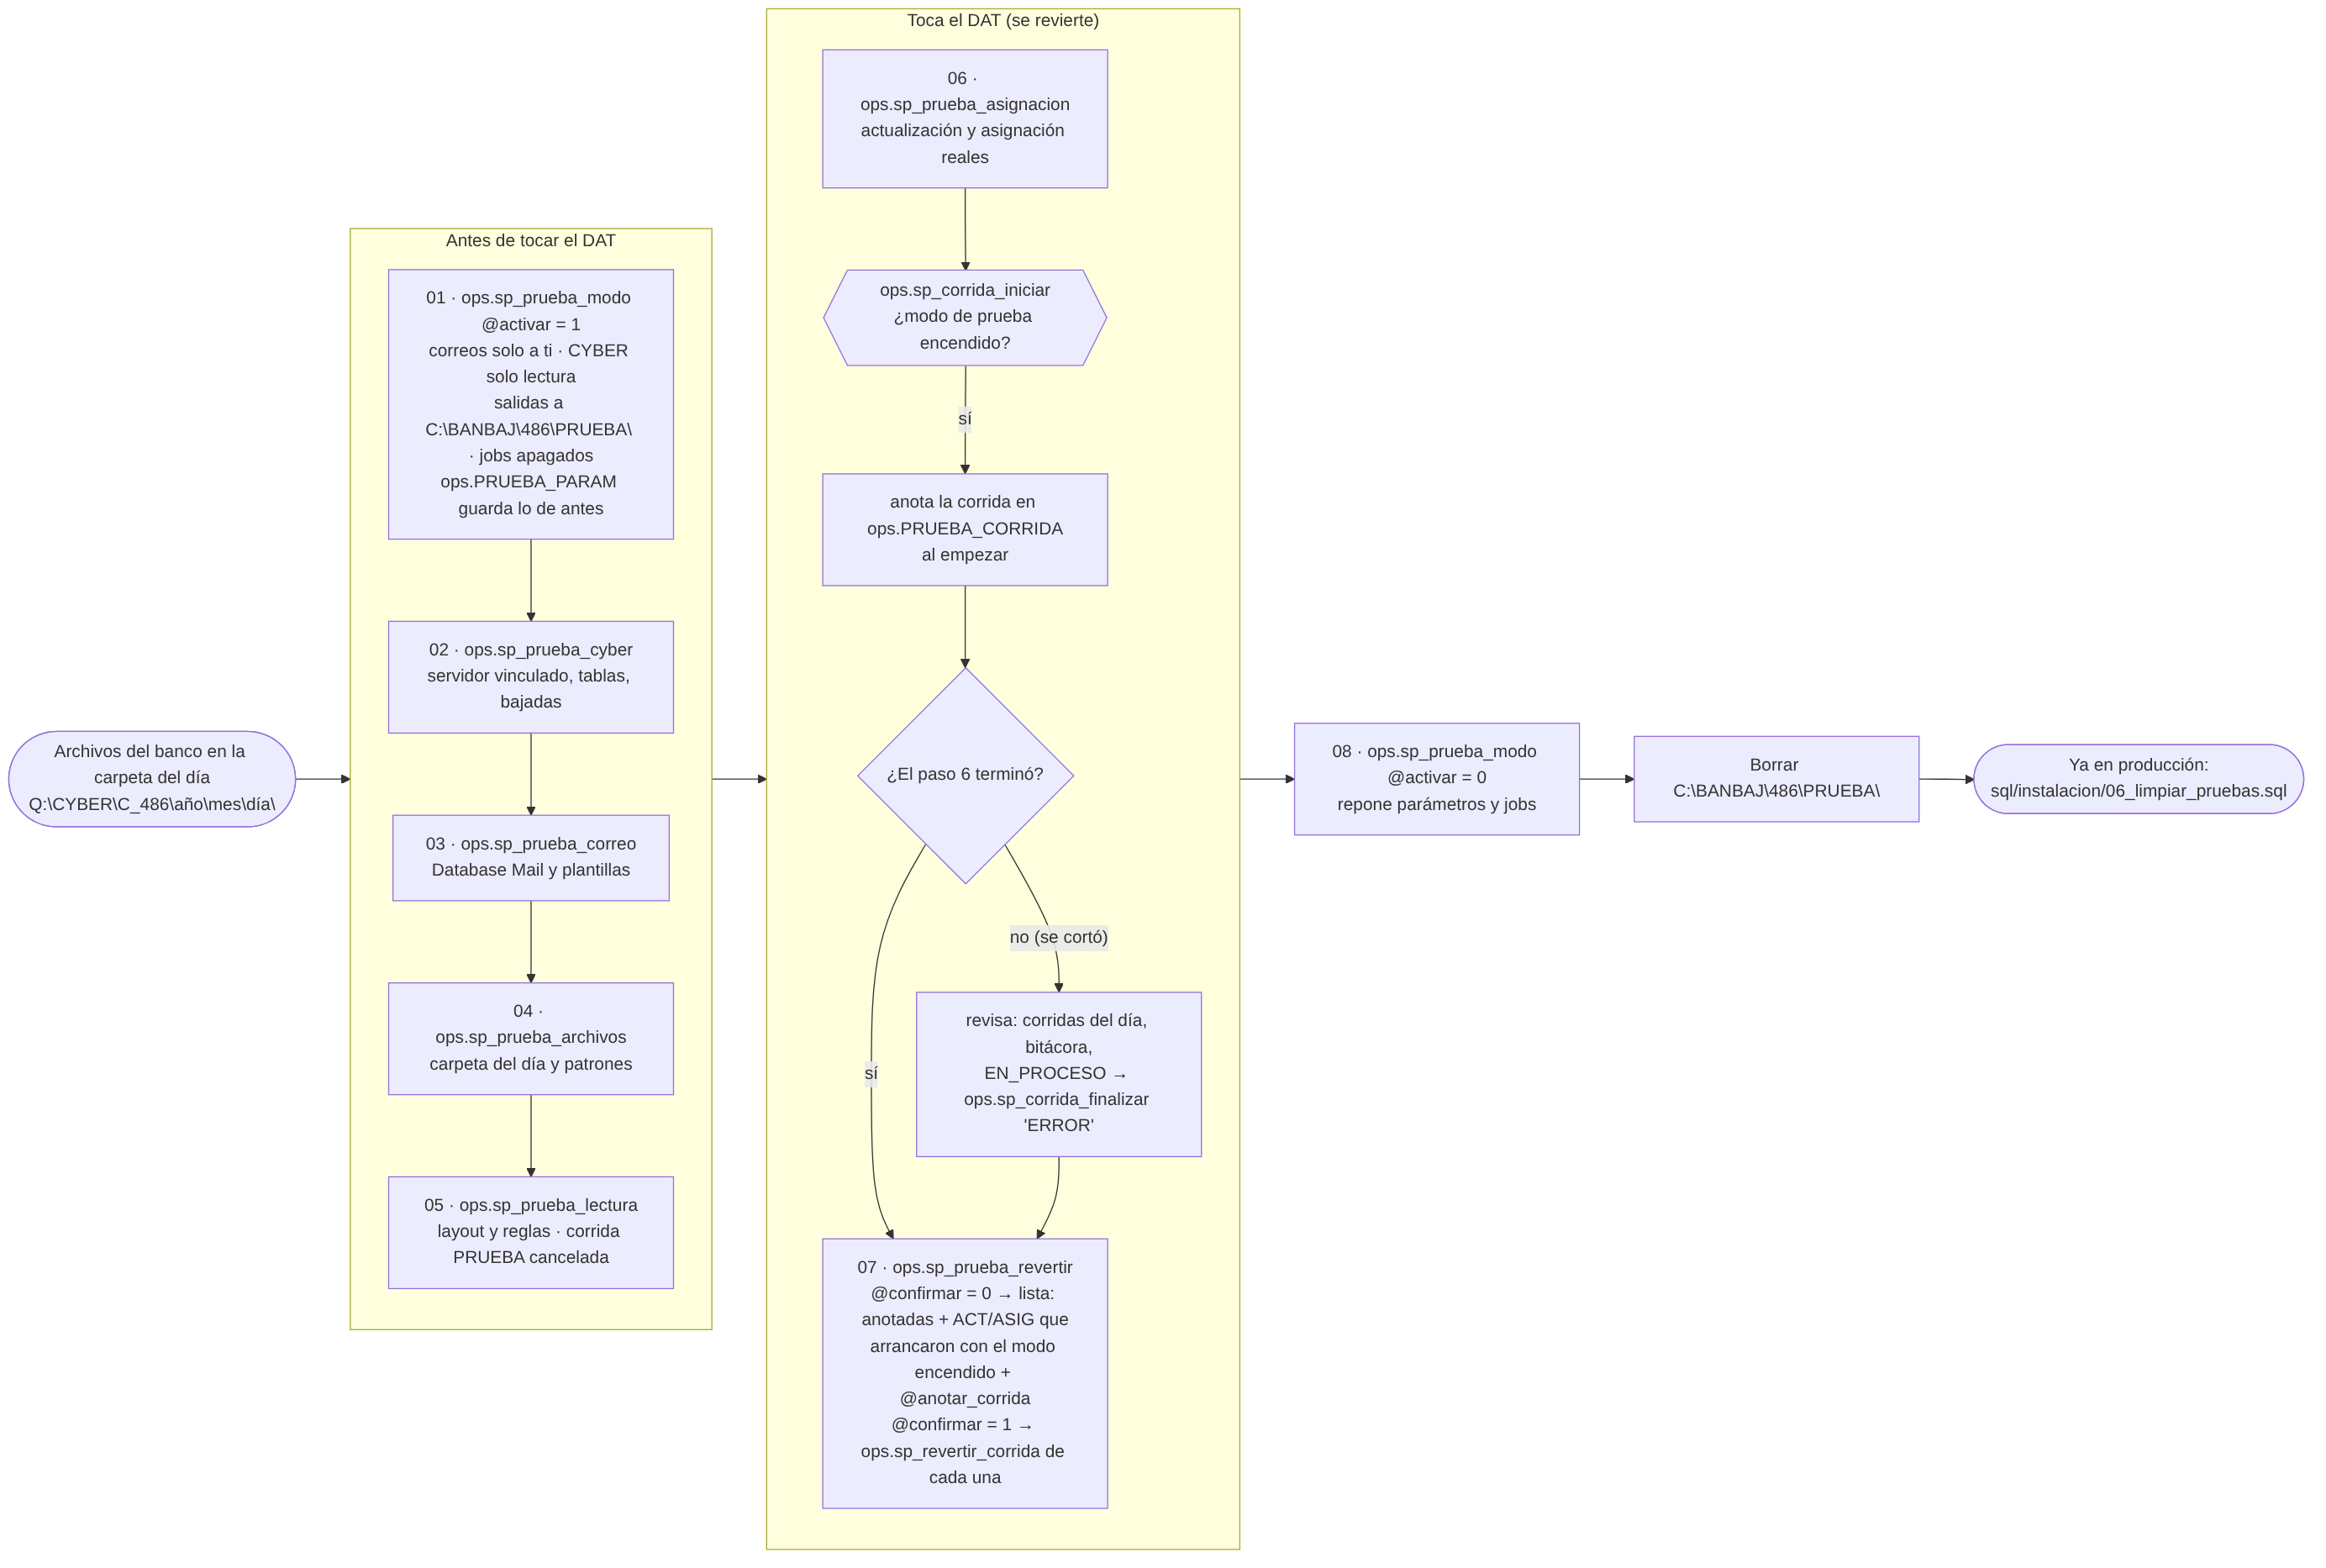 Archivos del banco en la
carpeta del día
Q:\CYBER\C_486\año\mes\día\
Antes de tocar el DAT
01 · ops.sp_prueba_modo
@activar = 1
correos solo a ti · CYBER
solo lectura
salidas a
C:\BANBAJ\486\PRUEBA\
· jobs apagados
ops.PRUEBA_PARAM
guarda lo de antes
02 · ops.sp_prueba_cyber
servidor vinculado, tablas,
bajadas
03 · ops.sp_prueba_correo
Database Mail y plantillas
04 ·
ops.sp_prueba_archivos
carpeta del día y patrones
05 · ops.sp_prueba_lectura
layout y reglas · corrida
PRUEBA cancelada
Toca el DAT (se revierte)
06 ·
ops.sp_prueba_asignacion
actualización y asignación
reales
ops.sp_corrida_iniciar
¿modo de prueba
encendido?
sí
anota la corrida en
ops.PRUEBA_CORRIDA
al empezar
¿El paso 6 terminó?
no (se cortó)
sí
revisa: corridas del día,
bitácora,
EN_PROCESO →
ops.sp_corrida_finalizar
'ERROR'
07 · ops.sp_prueba_revertir
@confirmar = 0 → lista:
anotadas + ACT/ASIG que
arrancaron con el modo
encendido +
@anotar_corrida
@confirmar = 1 →
ops.sp_revertir_corrida de
cada una
08 · ops.sp_prueba_modo
@activar = 0
repone parámetros y jobs
Borrar
C:\BANBAJ\486\PRUEBA\
Ya en producción:
sql/instalacion/06_limpiar_pruebas.sql